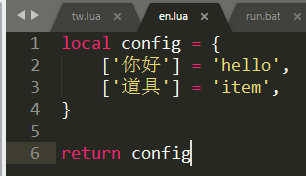 tw.lua × en.lua × run.bat ×
1 local config = {
2 ['你好'] = 'hello',
3 ['道具'] = 'item',
4 }
5
6 return config